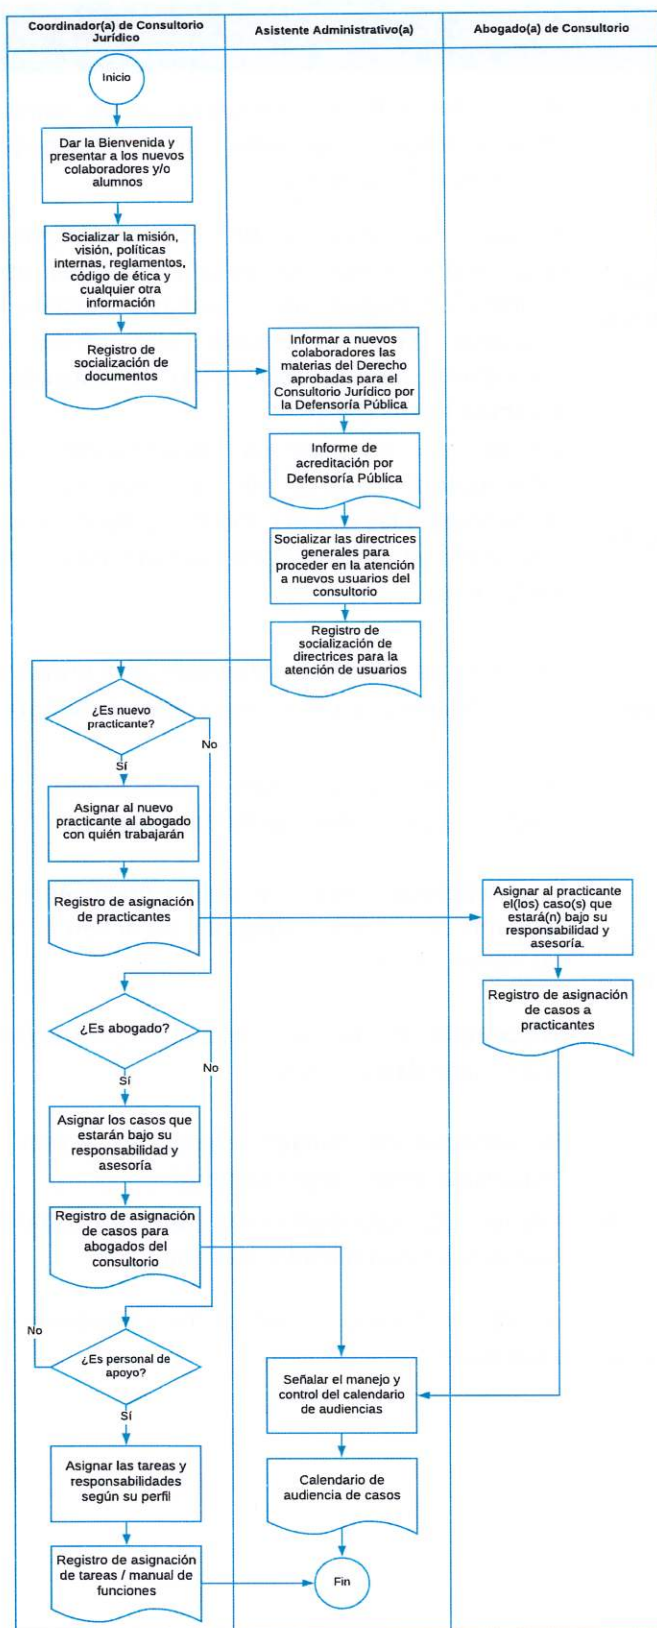 Coordinador(a) de Consultorio
Jurídico
Asistente Administrativo(a)
Abogado(a) de Consultorio
Inicio
Dar la Bienvenida y
presentar a los nuevos
colaboradores y/o
alumnos
Socializar la misión,
visión, políticas
internas, reglamentos,
código de ética y
cualquier otra
información
Registro de
socialización de
documentos
Informar a nuevos
colaboradores las
materias del Derecho
aprobadas para el
Consultorio Jurídico por
la Defensoría Pública
Informe de
acreditación por
Defensoría Pública
Socializar las directrices
generales para
proceder en la atención
a nuevos usuarios del
consultorio
Registro de
socialización de
directrices para la
atención de usuarios
¿Es nuevo
practicante?
No
Sí
Asignar al nuevo
practicante al abogado
con quién trabajarán
Registro de asignación
de practicantes
Asignar al practicante
el(los) caso(s) que
estará(n) bajo su
responsabilidad y
asesoría.
Registro de asignación
de casos a
practicantes
¿Es abogado?
No
Sí
Asignar los casos que
estarán bajo su
responsabilidad y
asesoría
Registro de asignación
de casos para
abogados del
consultorio
No
¿Es personal de
apoyo?
Sí
Señalar el manejo y
control del calendario
de audiencias
Asignar las tareas y
responsabilidades
según su perfil
Calendario de
audiencia de casos
Registro de asignación
de tareas / manual de
funciones
Fin